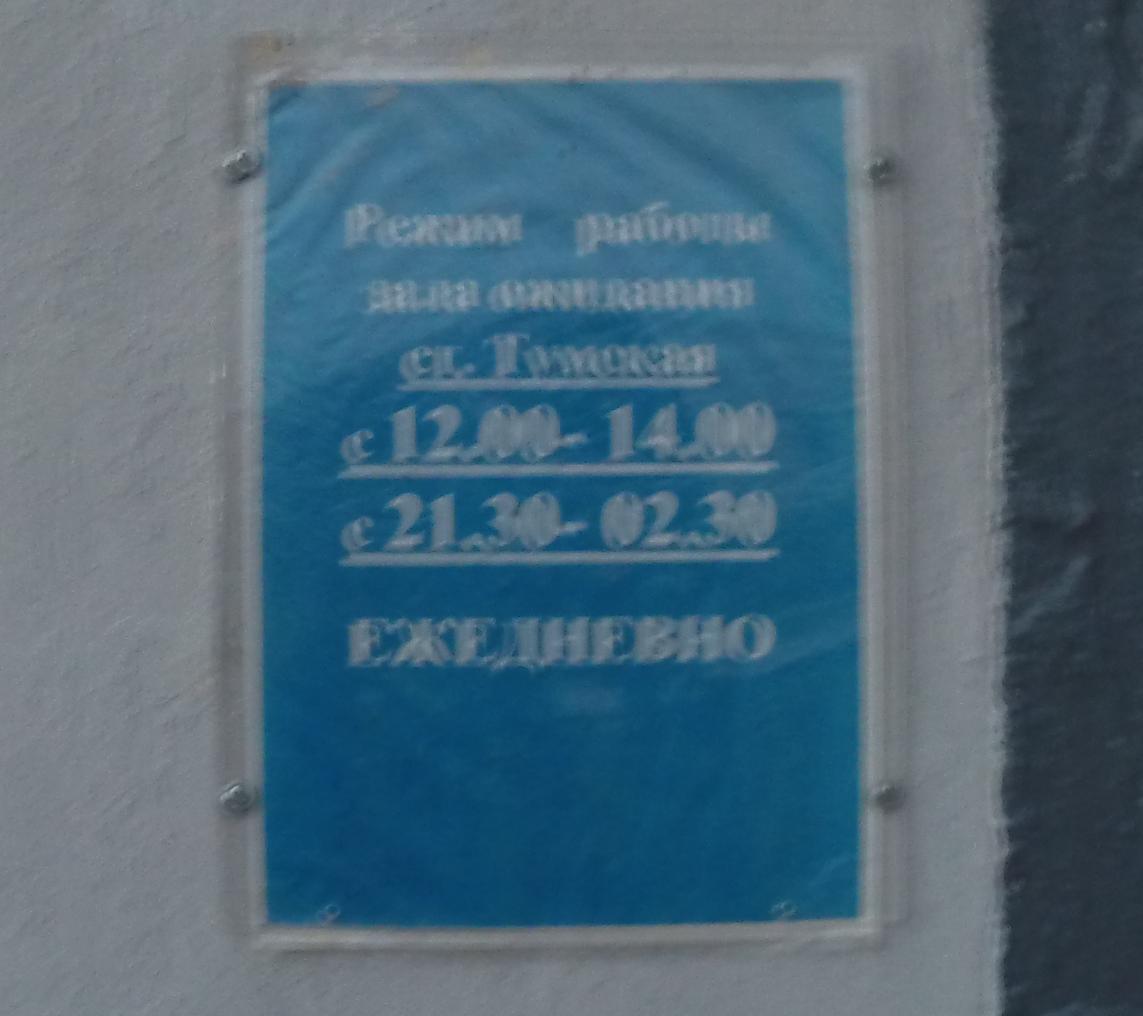 Режим работы
зала ожидания
ст. Тумская
с 12.00- 14.00
с 21.30- 02.30
ЕЖЕДНЕВНО